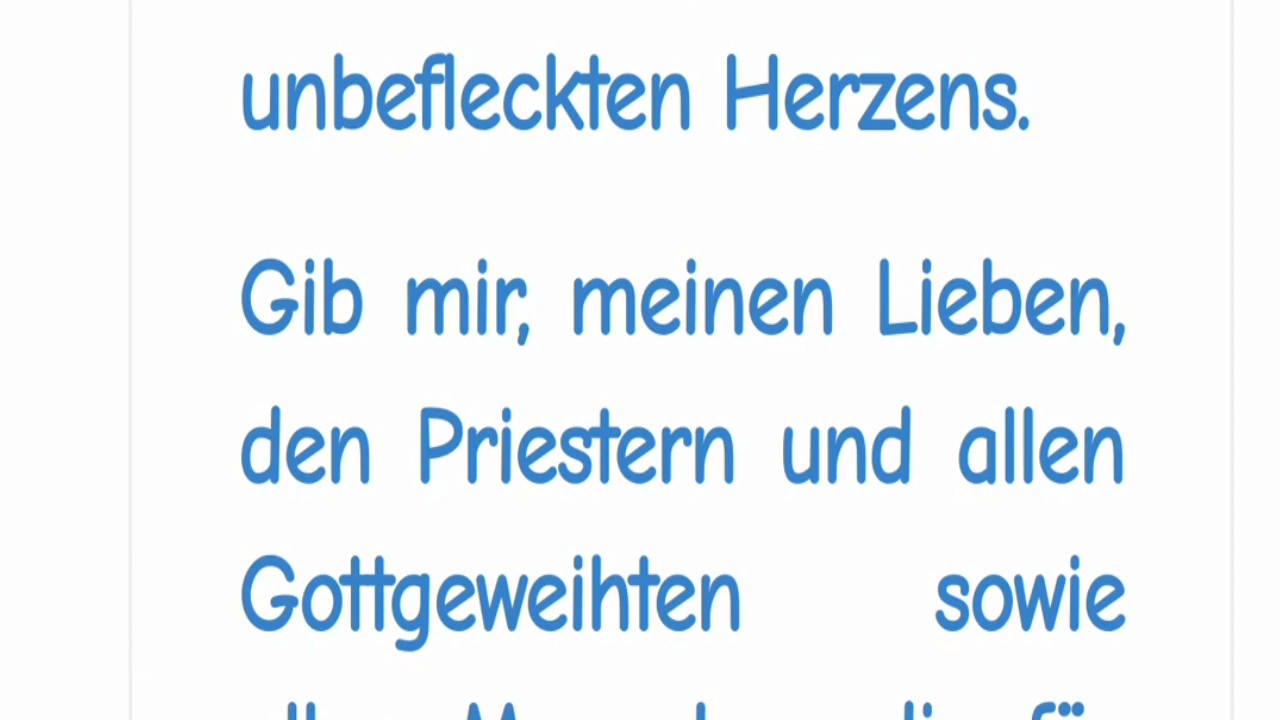 unbefleckten Herzens.
Gib mir, meinen Lieben,
den Priestern und allen
Gottgeweihten sowie